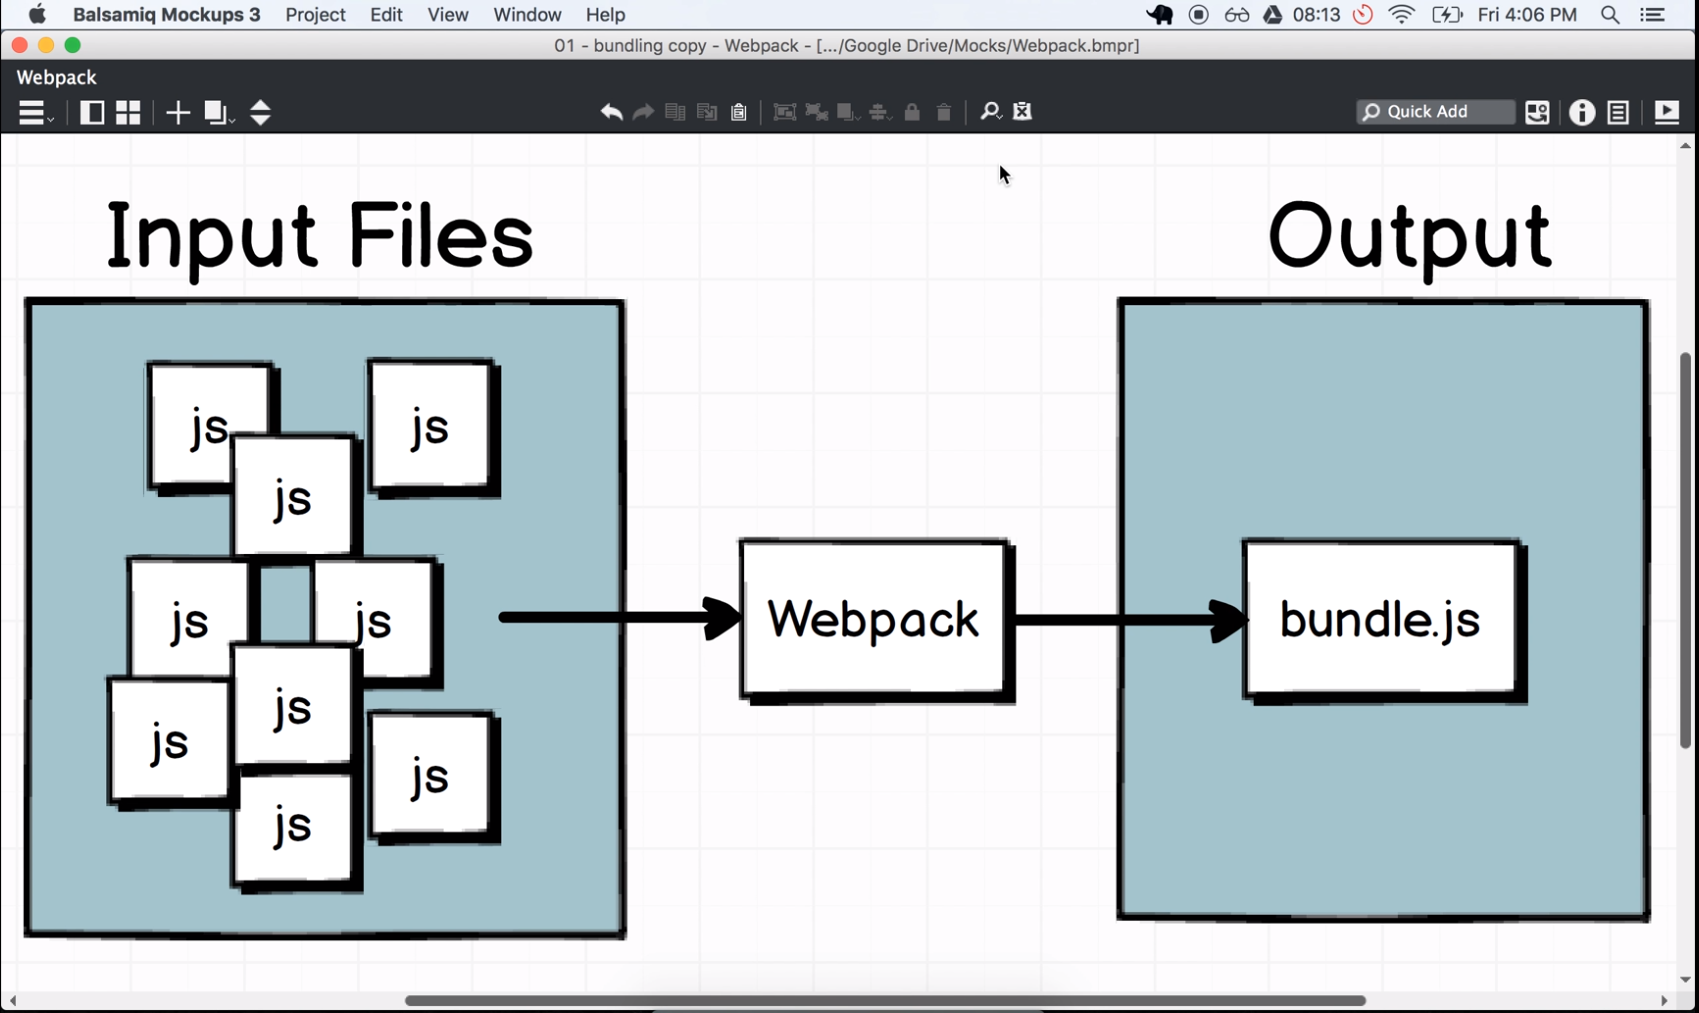 Balsamiq Mockups 3 Project Edit View Window Help 08:13 Fri 4:06 PM
01 - bundling copy - Webpack - [.../Google Drive/Mocks/Webpack.bmpr]
Webpack
Quick Add
Input Files
Output
js
js
js
js
js
js
js
js
js
Webpack
bundle.js